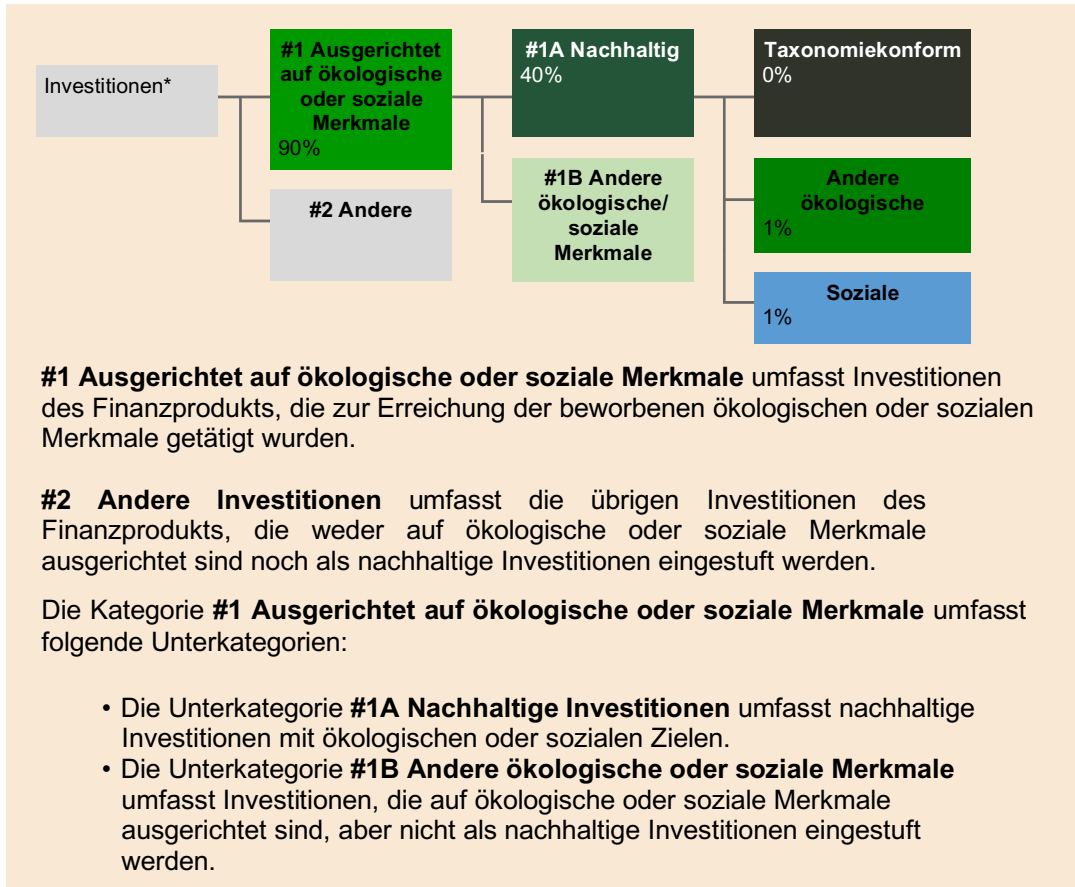 Investitionen*
#1 Ausgerichtet
auf ökologische
oder soziale
Merkmale
90%
#2 Andere
#1A Nachhaltig
40%
#1B Andere
ökologische/
soziale
Merkmale
Taxonomiekonform
0%
Andere
ökologische
1%
Soziale
1%
#1 Ausgerichtet auf ökologische oder soziale Merkmale umfasst Investitionen
des Finanzprodukts, die zur Erreichung der beworbenen ökologischen oder sozialen
Merkmale getätigt wurden.
#2 Andere Investitionen umfasst die übrigen Investitionen des
Finanzprodukts, die weder auf ökologische oder soziale Merkmale
ausgerichtet sind noch als nachhaltige Investitionen eingestuft werden.
Die Kategorie #1 Ausgerichtet auf ökologische oder soziale Merkmale umfasst
folgende Unterkategorien:
• Die Unterkategorie #1A Nachhaltige Investitionen umfasst nachhaltige
Investitionen mit ökologischen oder sozialen Zielen.
• Die Unterkategorie #1B Andere ökologische oder soziale Merkmale
umfasst Investitionen, die auf ökologische oder soziale Merkmale
ausgerichtet sind, aber nicht als nachhaltige Investitionen eingestuft
werden.